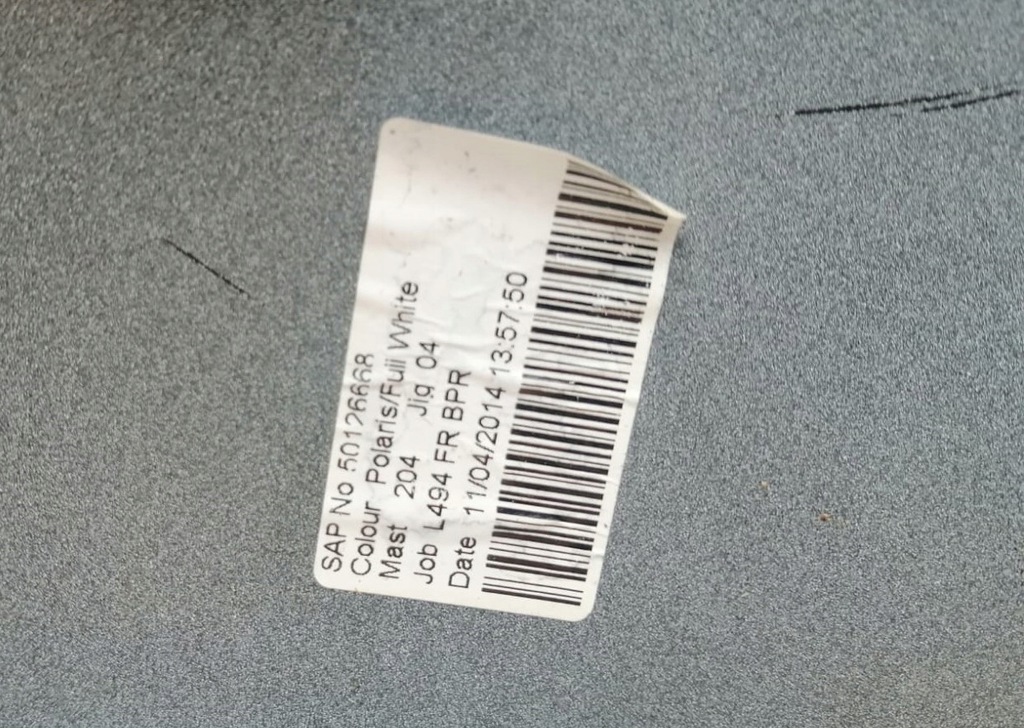 SAP No 50126668
Colour Polaris/Fuji White
Mast 204 Jig 04
Job L494 FR BPR
Date 11/04/2014 13:57:50